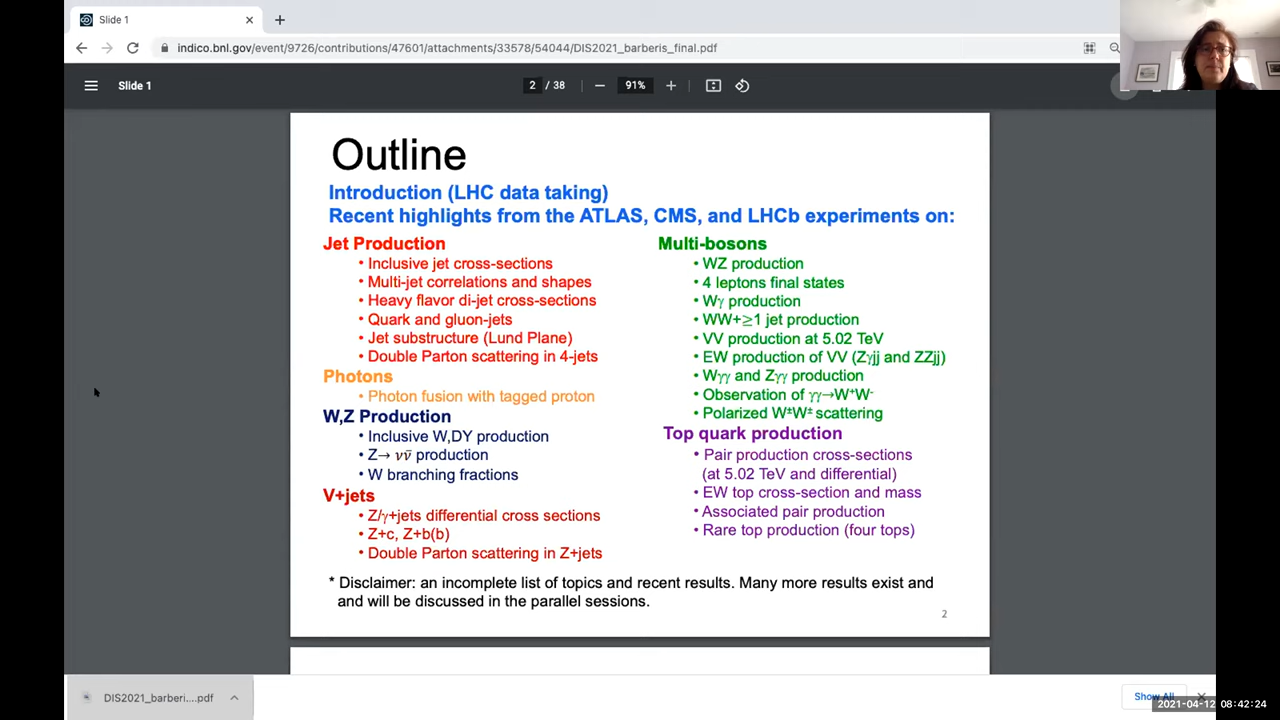 Slide 1
indico.bnl.gov/event/9726/contributions/47601/attachments/33578/54044/DIS2021_barberis_final.pdf
Slide 1
2 / 38
91%
Outline
Introduction (LHC data taking)
Recent highlights from the ATLAS, CMS, and LHCb experiments on:
Jet Production
• Inclusive jet cross-sections
• Multi-jet correlations and shapes
• Heavy flavor di-jet cross-sections
• Quark and gluon-jets
• Jet substructure (Lund Plane)
• Double Parton scattering in 4-jets
Photons
• Photon fusion with tagged proton
W,Z Production
• Inclusive W,DY production
• Z→ νν̄ production
• W branching fractions
V+jets
• Z/γ+jets differential cross sections
• Z+c, Z+b(b)
• Double Parton scattering in Z+jets
Multi-bosons
• WZ production
• 4 leptons final states
• Wγ production
• WW+≥1 jet production
• VV production at 5.02 TeV
• EW production of VV (Zγjj and ZZjj)
• Wγγ and Zγγ production
• Observation of γγ→W⁺W⁻
• Polarized W±W± scattering
Top quark production
• Pair production cross-sections
(at 5.02 TeV and differential)
• EW top cross-section and mass
• Associated pair production
• Rare top production (four tops)
* Disclaimer: an incomplete list of topics and recent results. Many more results exist and
and will be discussed in the parallel sessions.
2
DIS2021_barberi....pdf
Show All
2021-04-12 08:42:24